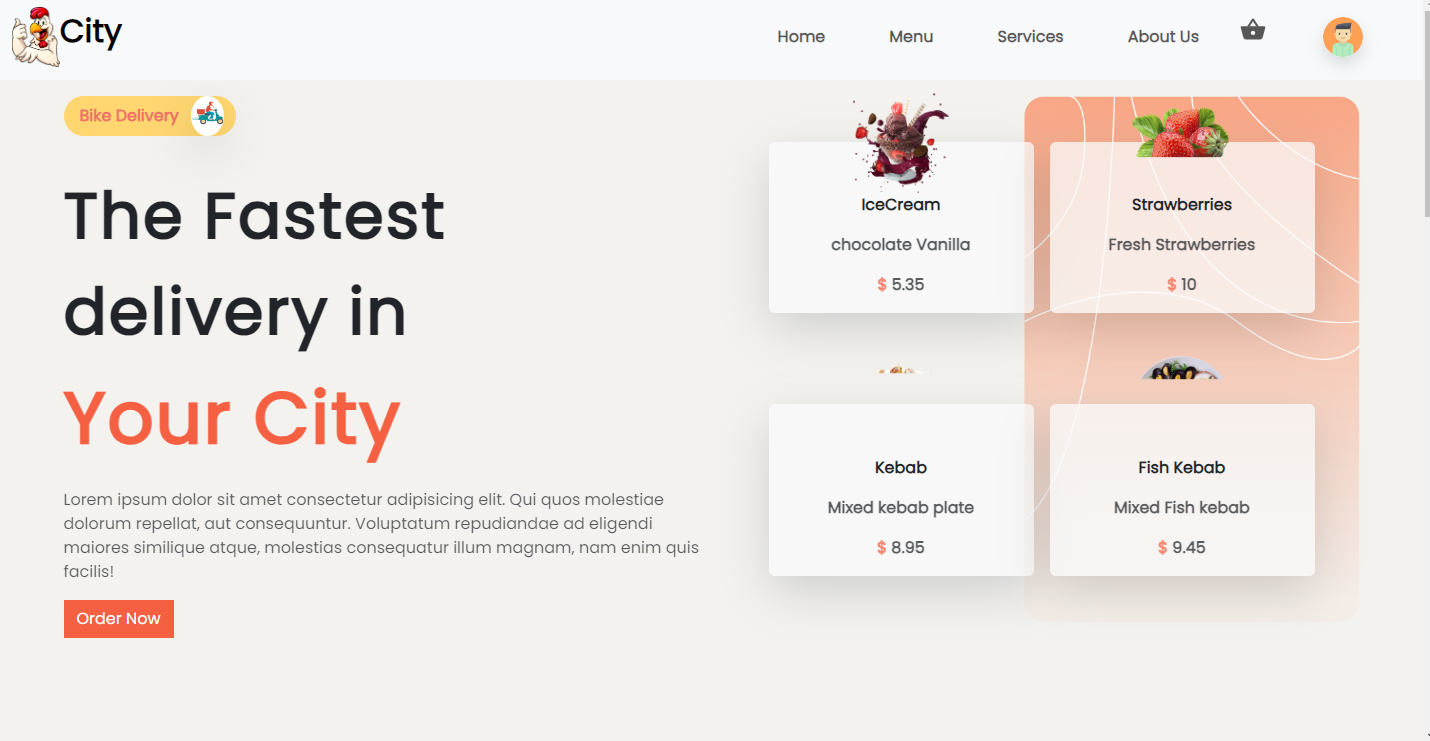 City
Home Menu Services About Us
Bike Delivery
The Fastest
delivery in
Your City
Lorem ipsum dolor sit amet consectetur adipisicing elit. Qui quos molestiae
dolorum repellat, aut consequuntur. Voluptatum repudiandae ad eligendi
maiores similique atque, molestias consequatur illum magnam, nam enim quis
facilis!
Order Now
IceCream
chocolate Vanilla
$ 5.35
Strawberries
Fresh Strawberries
$ 10
Kebab
Mixed kebab plate
$ 8.95
Fish Kebab
Mixed Fish kebab
$ 9.45